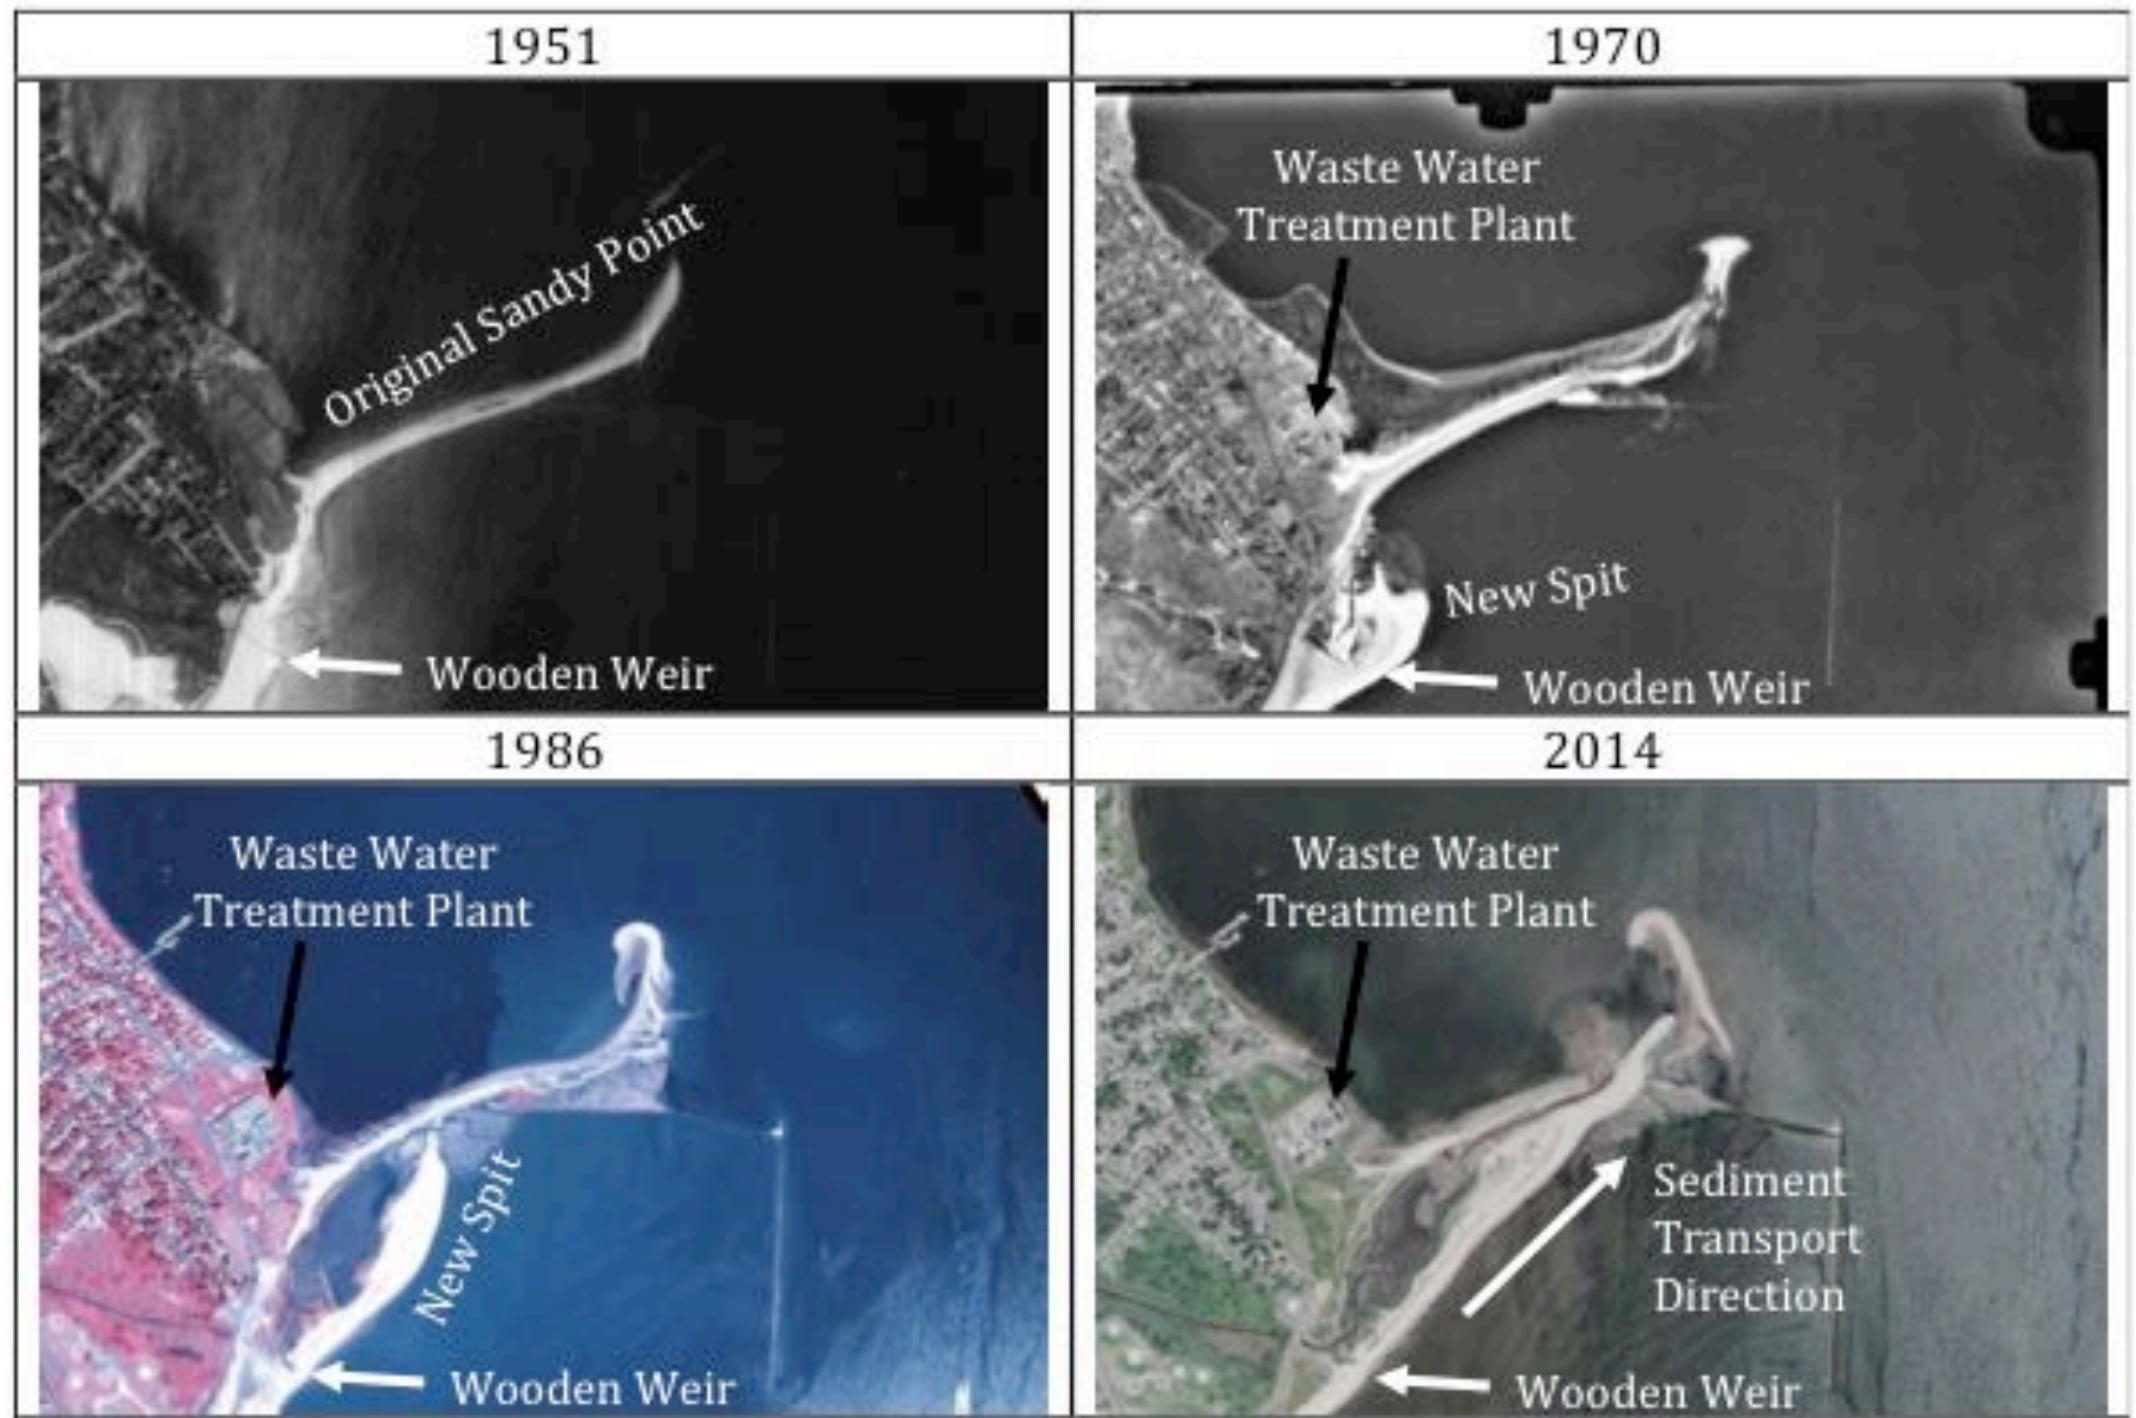 1951
1970
Original Sandy Point
Wooden Weir
Waste Water
Treatment Plant
New Spit
Wooden Weir
1986
2014
Waste Water
Treatment Plant
New Spit
Wooden Weir
Waste Water
Treatment Plant
Sediment
Transport
Direction
Wooden Weir